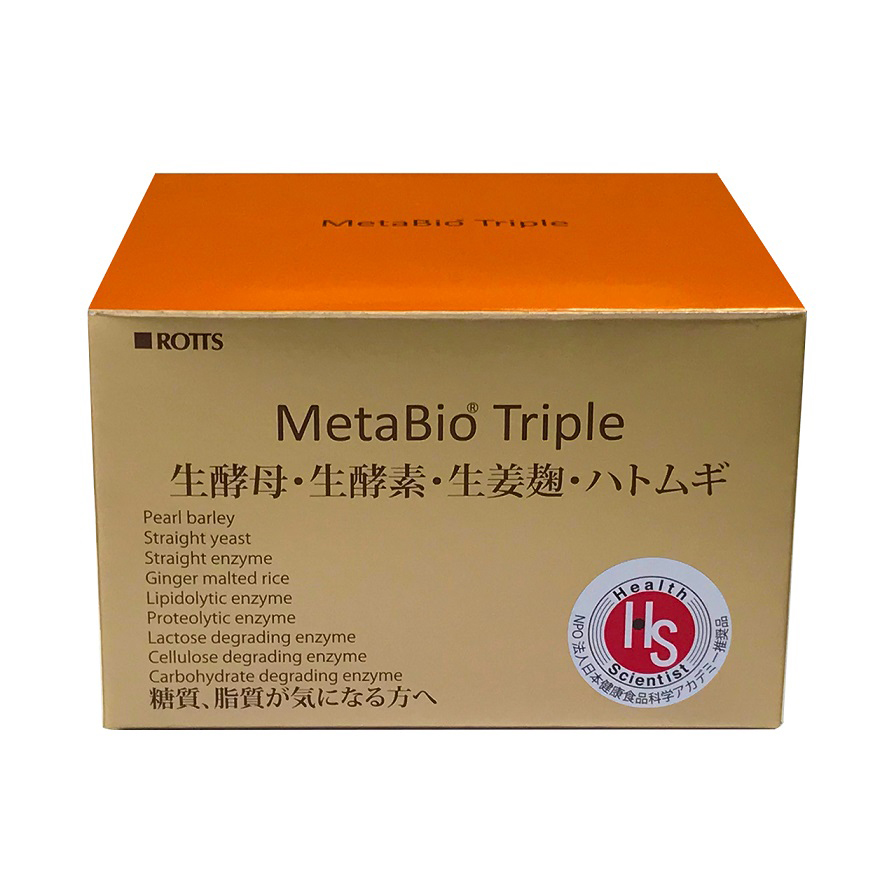 MetaBio® Triple
ROTTS
MetaBio® Triple
生酵母・生酵素・生姜麹・ハトムギ
Pearl barley
Straight yeast
Straight enzyme
Ginger malted rice
Lipidolytic enzyme
Proteolytic enzyme
Lactose degrading enzyme
Cellulose degrading enzyme
Carbohydrate degrading enzyme
糖質、脂質が気になる方へ
Health
HS
Scientist
NPO法人日本健康食品科学アカデミー推奨品